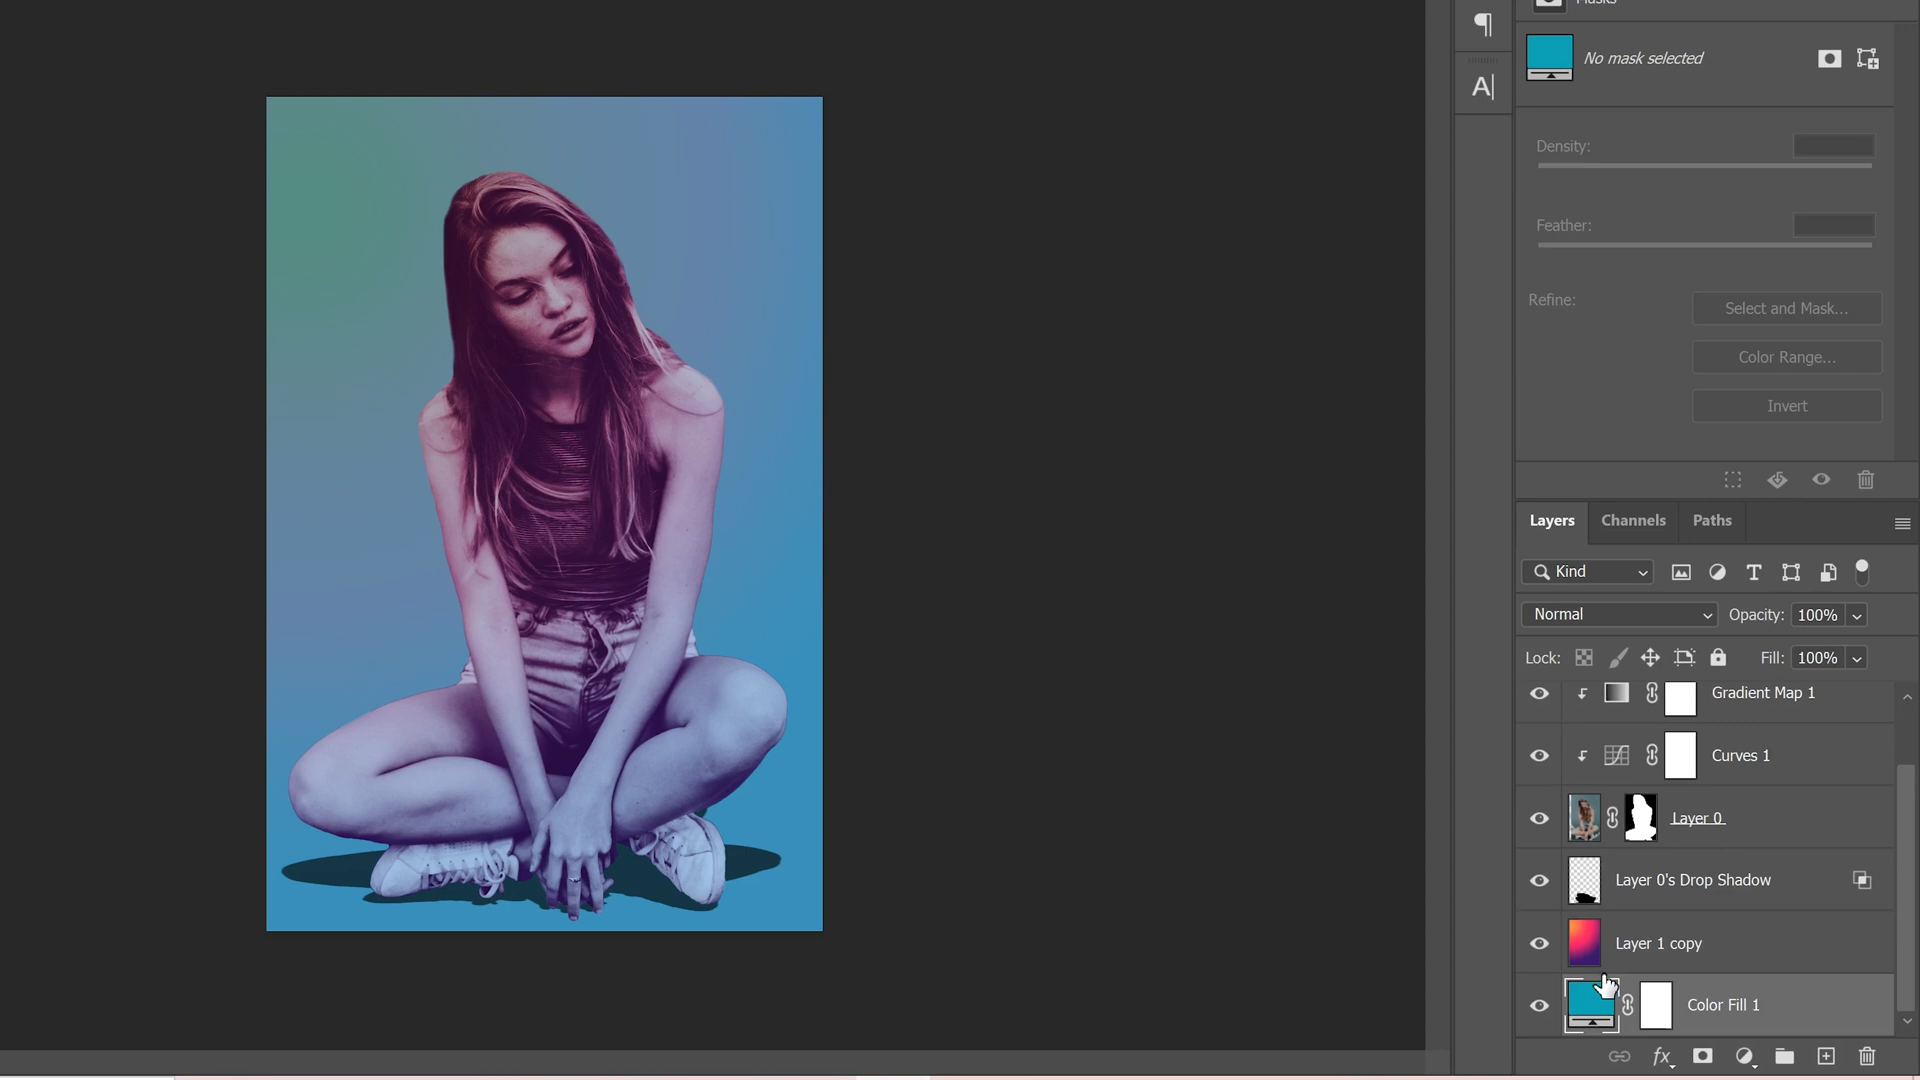 Masks
No mask selected
A
Density:
Feather:
Refine:
Select and Mask...
Color Range...
Invert
Layers Channels Paths
Kind
Normal Opacity: 100%
Lock: Fill: 100%
Gradient Map 1
Curves 1
Layer 0
Layer 0's Drop Shadow
Layer 1 copy
Color Fill 1
fx